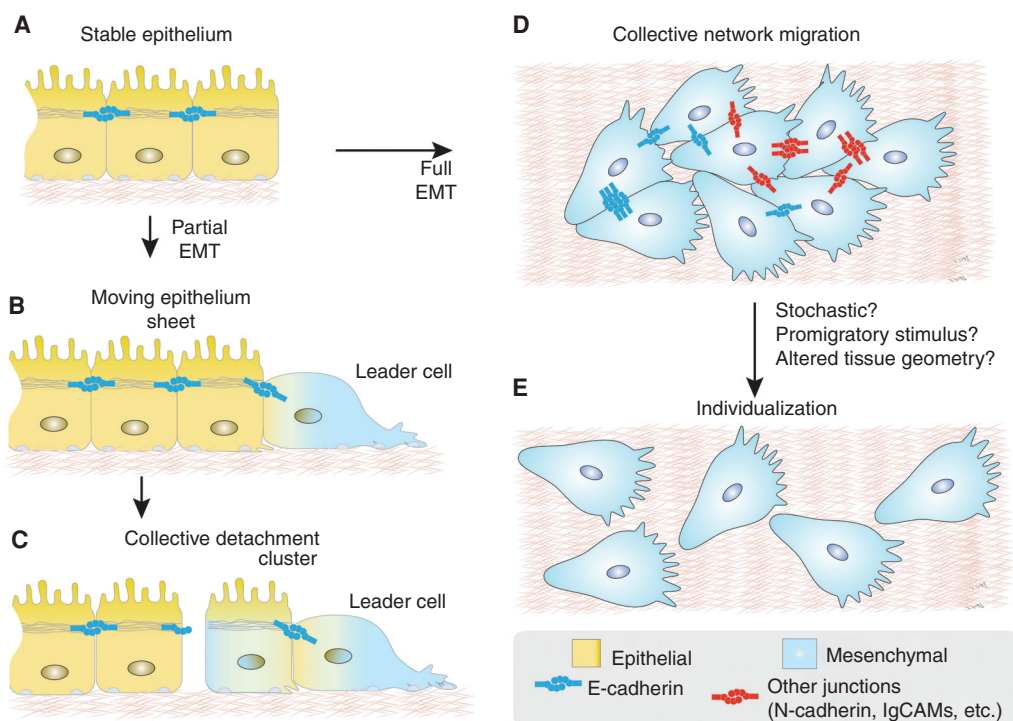 A
Stable epithelium
Full
EMT
Partial
EMT
B
Moving epithelium
sheet
Leader cell
C
Collective detachment
cluster
Leader cell
D
Collective network migration
Stochastic?
Promigratory stimulus?
Altered tissue geometry?
E
Individualization
Epithelial
Mesenchymal
E-cadherin
Other junctions
(N-cadherin, IgCAMs, etc.)